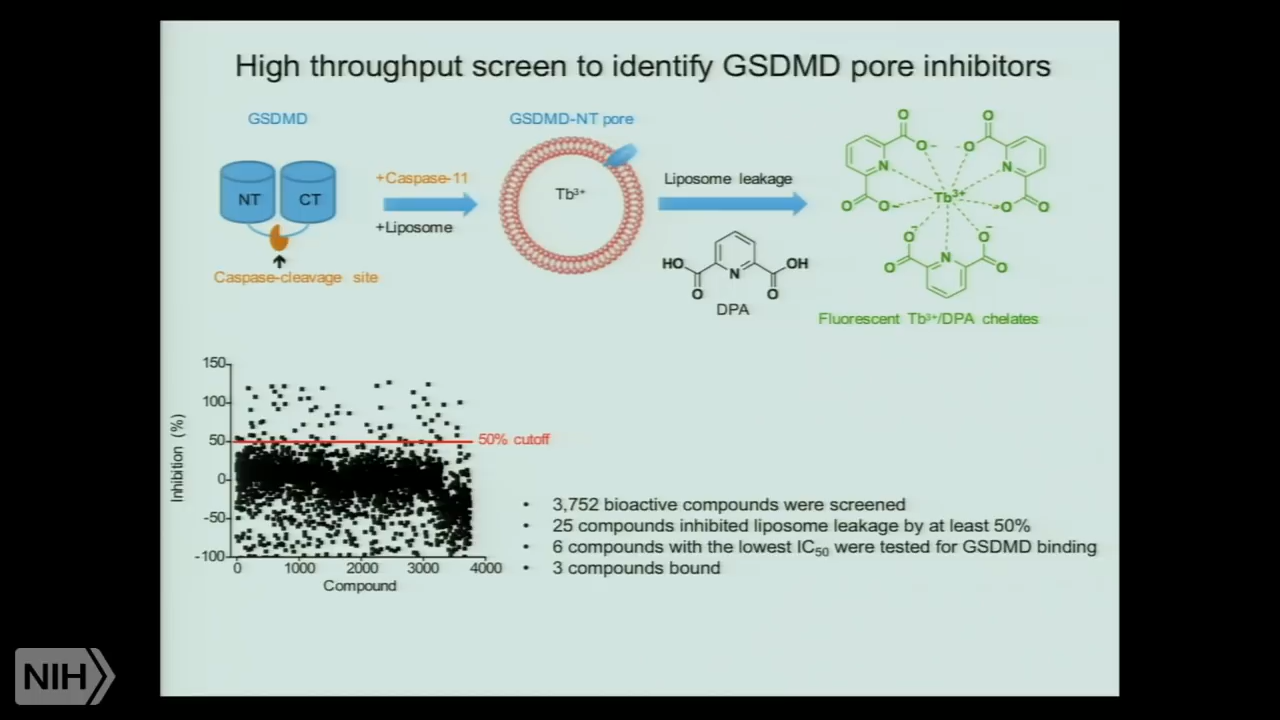 High throughput screen to identify GSDMD pore inhibitors
GSDMD
NT
CT
Caspase-cleavage site
+Caspase-11
+Liposome
GSDMD-NT pore
Tb³⁺
Liposome leakage
HO
OH
N
O
O
DPA
O
O
O-
-O
N
N
Tb³⁺
O
O-
-O
O
O-
O-
N
O
O
Fluorescent Tb³⁺/DPA chelates
150
100
50
0
-50
-100
Inhibition (%)
50% cutoff
0
1000
2000
3000
4000
Compound
• 3,752 bioactive compounds were screened
• 25 compounds inhibited liposome leakage by at least 50%
• 6 compounds with the lowest IC₅₀ were tested for GSDMD binding
• 3 compounds bound
NIH